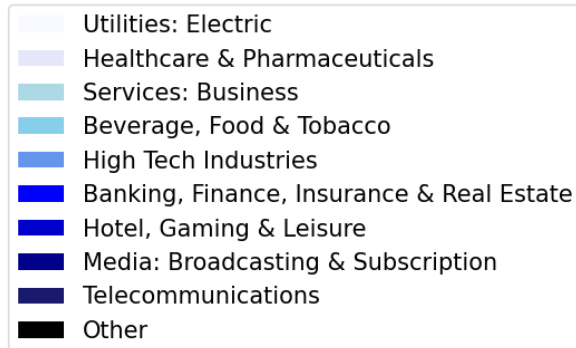 Utilities: Electric
Healthcare & Pharmaceuticals
Services: Business
Beverage, Food & Tobacco
High Tech Industries
Banking, Finance, Insurance & Real Estate
Hotel, Gaming & Leisure
Media: Broadcasting & Subscription
Telecommunications
Other